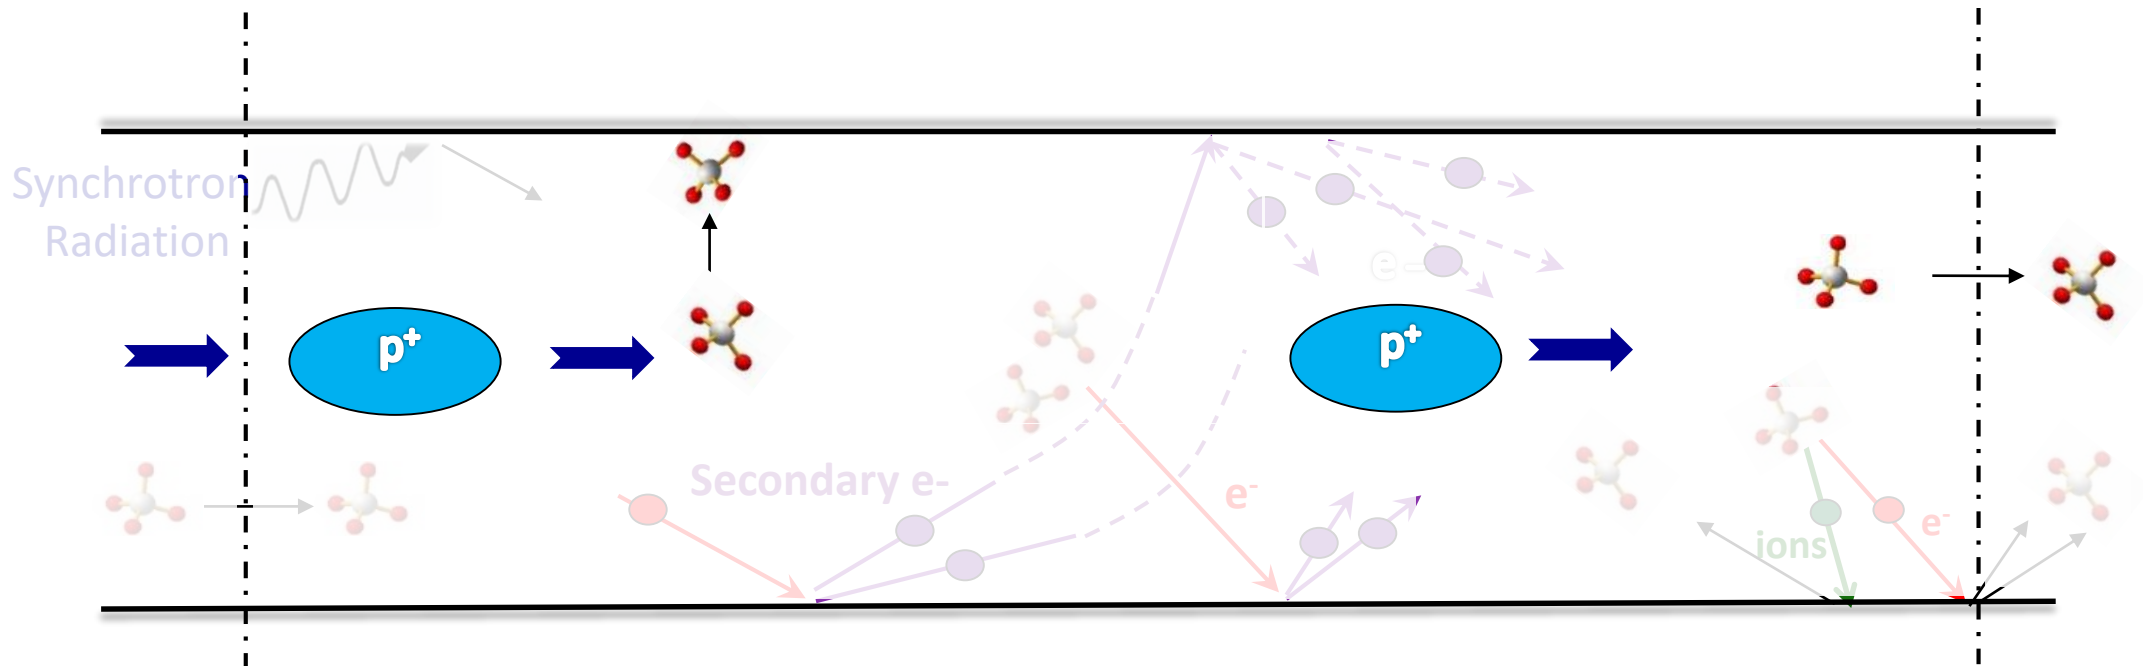 Synchrotron
Radiation
e-
p⁺
p⁺
Secondary e-
e⁻
e⁻
ions